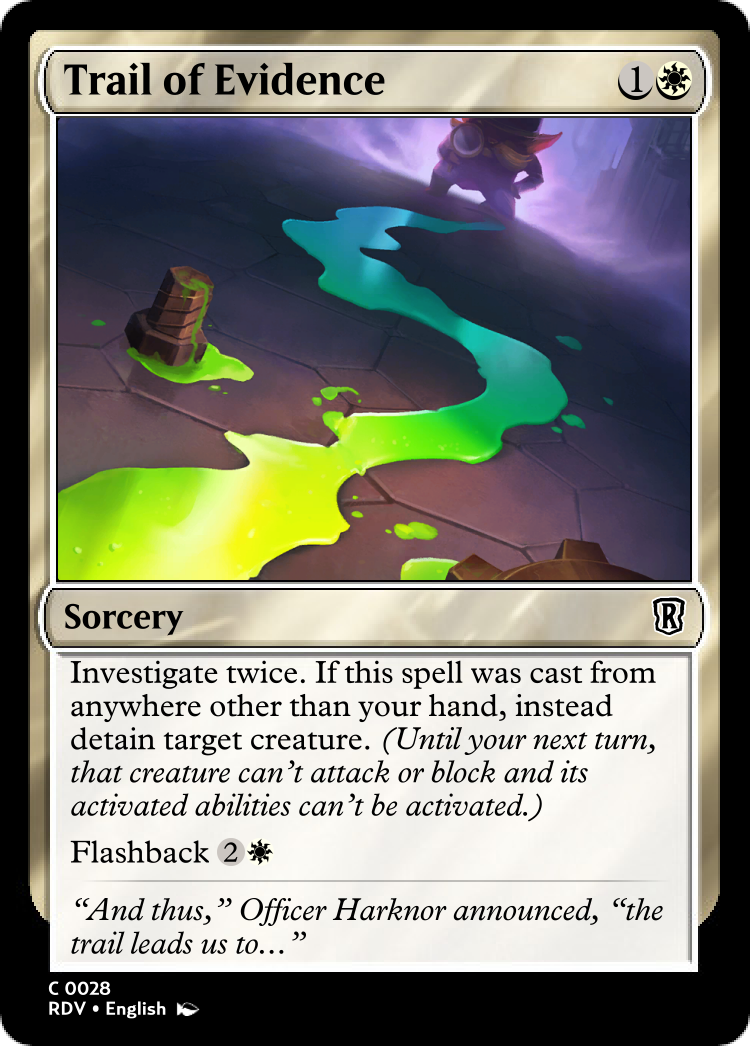 Trail of Evidence 1
Sorcery R
Investigate twice. If this spell was cast from
anywhere other than your hand, instead
detain target creature. (Until your next turn,
that creature can't attack or block and its
activated abilities can't be activated.)
Flashback 2
“And thus,” Officer Harknor announced, “the
trail leads us to…”
C 0028
RDV • English